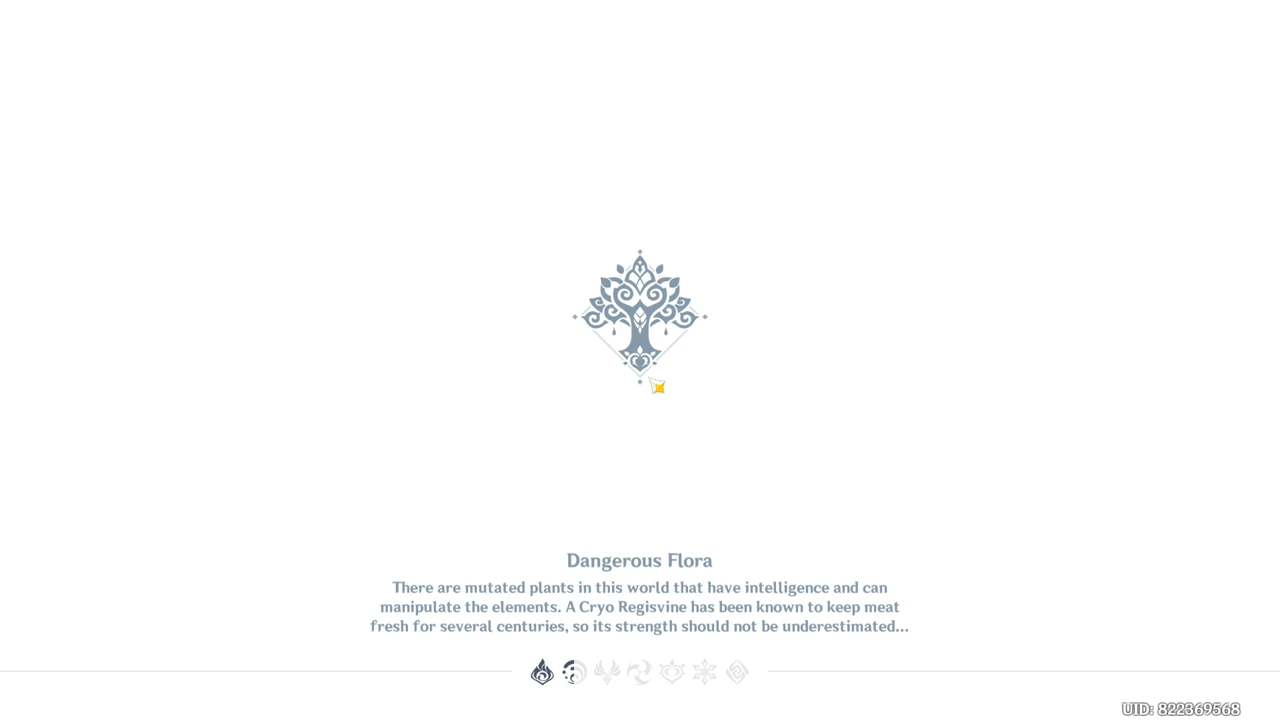 Dangerous Flora
There are mutated plants in this world that have intelligence and can
manipulate the elements. A Cryo Regisvine has been known to keep meat
fresh for several centuries, so its strength should not be underestimated...
UID: 822369568